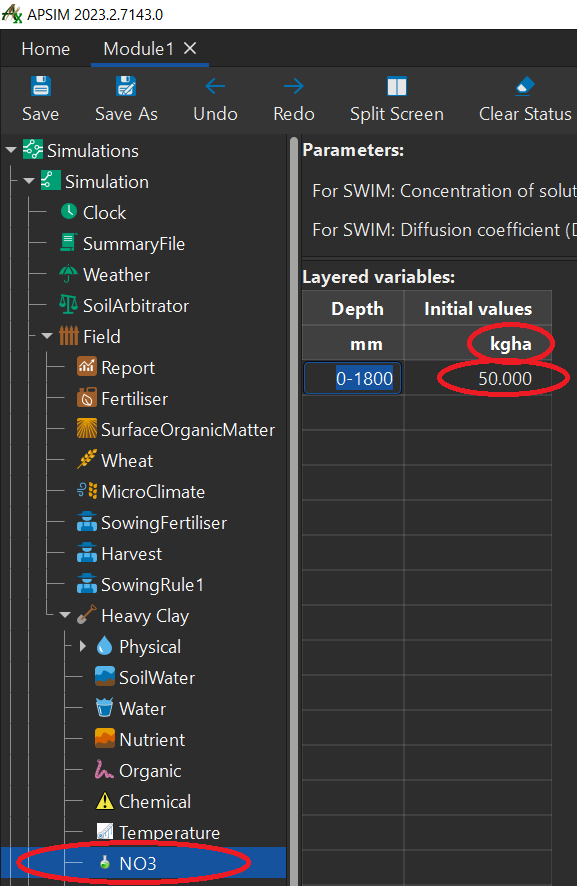 APSIM 2023.2.7143.0
Home Module1 ×
Save Save As Undo Redo Split Screen Clear Status
Simulations
Simulation
Clock
SummaryFile
Weather
SoilArbitrator
Field
Report
Fertiliser
SurfaceOrganicMatter
Wheat
MicroClimate
SowingFertiliser
Harvest
SowingRule1
Heavy Clay
Physical
SoilWater
Water
Nutrient
Organic
Chemical
Temperature
NO3
Parameters:
For SWIM: Concentration of solut
For SWIM: Diffusion coefficient (D
Layered variables:
Depth Initial values
mm kgha
0-1800 50.000